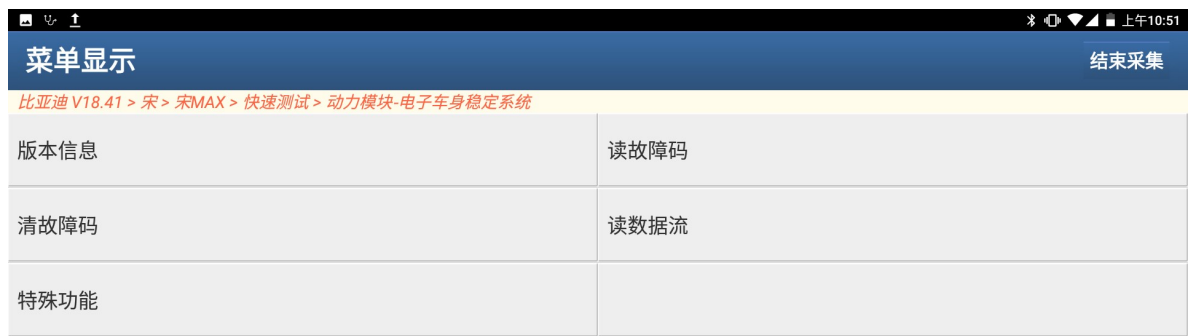 上午10:51
菜单显示
结束采集
比亚迪 V18.41 > 宋 > 宋MAX > 快速测试 > 动力模块-电子车身稳定系统
版本信息
读故障码
清故障码
读数据流
特殊功能